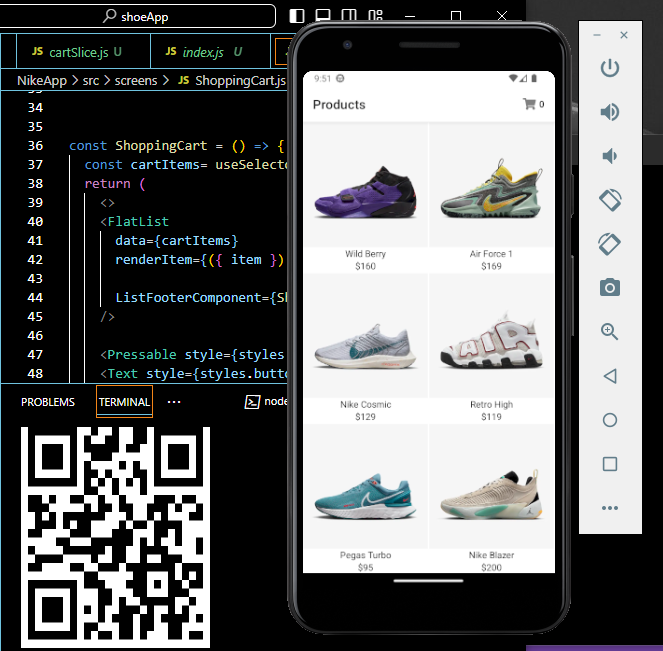 shoeApp
JS cartSlice.js U
JS index.js U
NikeApp > src > screens > JS ShoppingCart.js
34
35
36 const ShoppingCart = () => {
37 const cartItems= useSelecto
38 return (
39 <>
40 <FlatList
41 data={cartItems}
42 renderItem={({ item })
43
44 ListFooterComponent={Sh
45 />
46
47 <Pressable style={styles
48 <Text style={styles.butto
PROBLEMS TERMINAL ... node
9:51
Products 0
Wild Berry
$160
Air Force 1
$169
Nike Cosmic
$129
Retro High
$119
Pegas Turbo
$95
Nike Blazer
$200